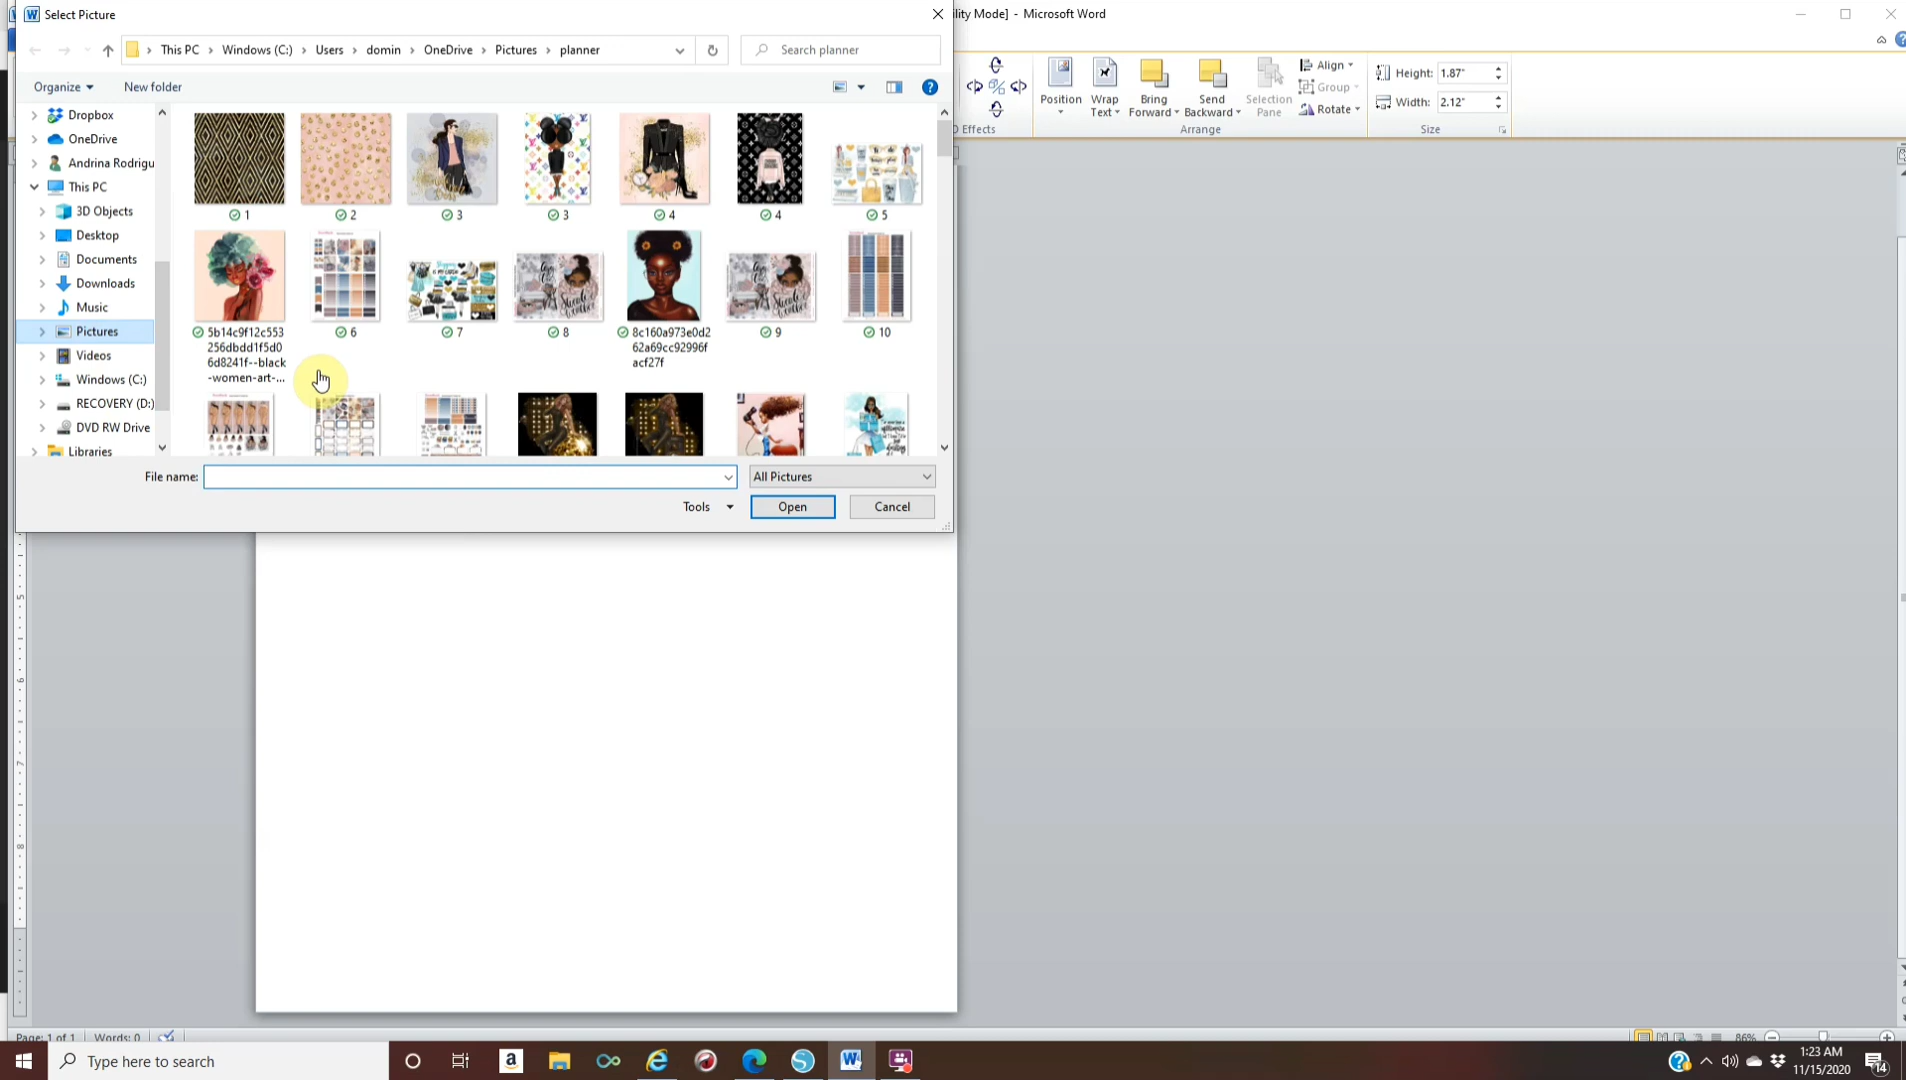 Select Picture
ility Mode] - Microsoft Word
This PC > Windows (C:) > Users > domin > OneDrive > Pictures > planner
Search planner
Organize
New folder
Position
Wrap Text
Bring Forward
Send Backward
Selection Pane
Align
Group
Rotate
Height: 1.87"
Width: 2.12"
D Effects
Arrange
Size
Dropbox
OneDrive
Andrina Rodrigu
This PC
3D Objects
Desktop
Documents
Downloads
Music
Pictures
Videos
Windows (C:)
RECOVERY (D:)
DVD RW Drive
Libraries
1
2
3
3
4
4
5
5b14c9f12c553
256dbdd1f5d0
6d8241f--black
-women-art-...
6
7
8
8c160a973e0d2
62a69cc92996f
acf27f
9
10
File name:
All Pictures
Tools
Open
Cancel
Page: 1 of 1
Words: 0
86%
Type here to search
1:23 AM
11/15/2020
14